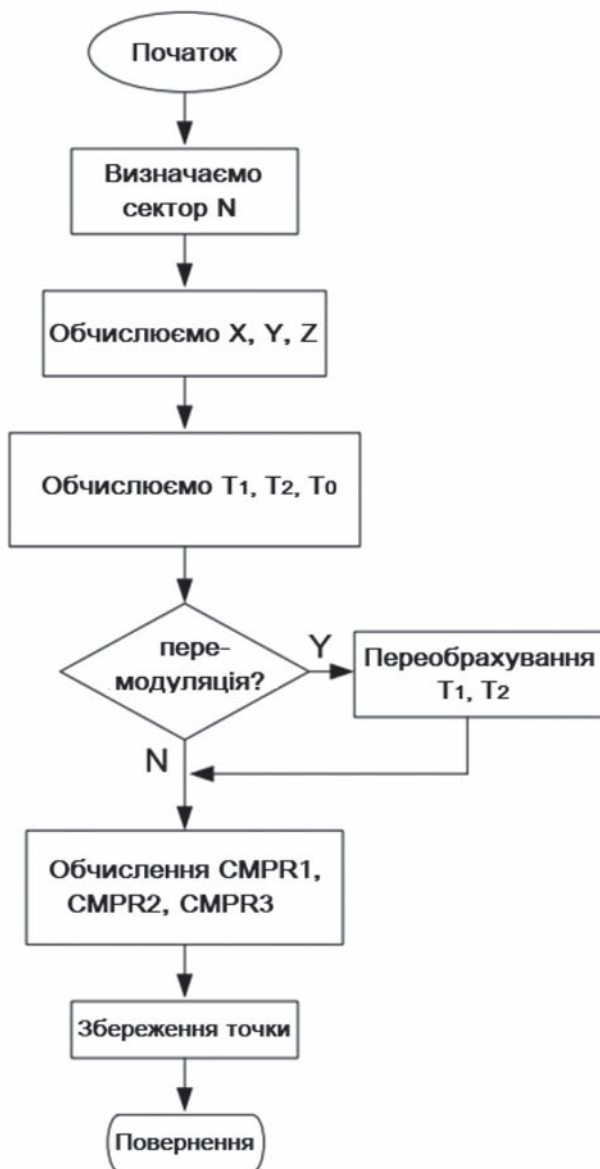 Початок
Визначаємо
сектор N
Обчислюємо X, Y, Z
Обчислюємо T1, T2, T0
пере-
модуляція?
Y
Переобрахування
T1, T2
N
Обчислення CMPR1,
CMPR2, CMPR3
Збереження точки
Повернення